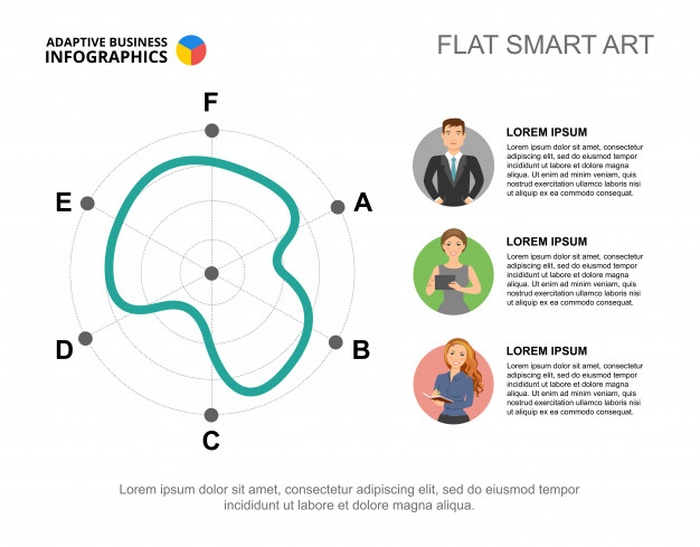 ADAPTIVE BUSINESS
INFOGRAPHICS
FLAT SMART ART
F
E
A
D
B
C
LOREM IPSUM
Lorem ipsum dolor sit amet, consectetur
adipiscing elit, sed do eiusmod tempor
incididunt ut labore et dolore magna
aliqua. Ut enim ad minim veniam, quis
nostrud exercitation ullamco laboris nisi
ut aliquip ex ea commodo consequat.
LOREM IPSUM
Lorem ipsum dolor sit amet, consectetur
adipiscing elit, sed do eiusmod tempor
incididunt ut labore et dolore magna
aliqua. Ut enim ad minim veniam, quis
nostrud exercitation ullamco laboris nisi
ut aliquip ex ea commodo consequat.
LOREM IPSUM
Lorem ipsum dolor sit amet, consectetur
adipiscing elit, sed do eiusmod tempor
incididunt ut labore et dolore magna
aliqua. Ut enim ad minim veniam, quis
nostrud exercitation ullamco laboris nisi
ut aliquip ex ea commodo consequat.
Lorem ipsum dolor sit amet, consectetur adipiscing elit, sed do eiusmod tempor
incididunt ut labore et dolore magna aliqua.